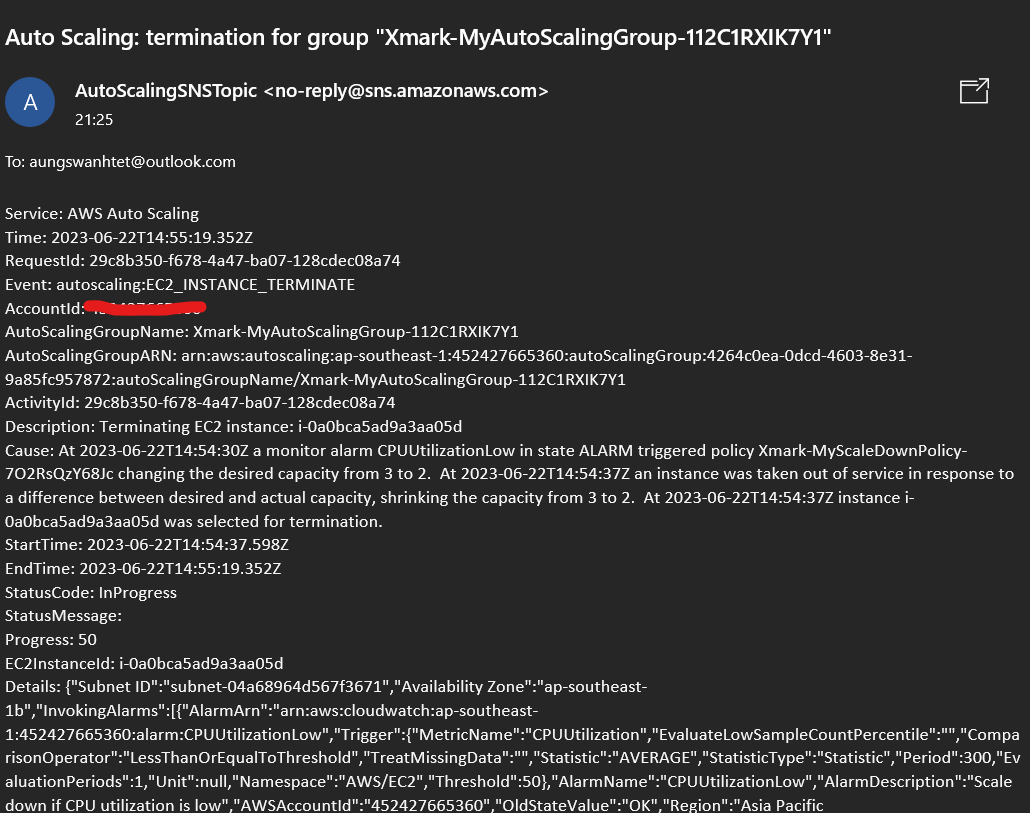 Auto Scaling: termination for group "Xmark-MyAutoScalingGroup-112C1RXIK7Y1"
A
AutoScalingSNSTopic <no-reply@sns.amazonaws.com>
21:25
To: aungswanhtet@outlook.com
Service: AWS Auto Scaling
Time: 2023-06-22T14:55:19.352Z
RequestId: 29c8b350-f678-4a47-ba07-128cdec08a74
Event: autoscaling:EC2_INSTANCE_TERMINATE
AccountId:
AutoScalingGroupName: Xmark-MyAutoScalingGroup-112C1RXIK7Y1
AutoScalingGroupARN: arn:aws:autoscaling:ap-southeast-1:452427665360:autoScalingGroup:4264c0ea-0dcd-4603-8e31-
9a85fc957872:autoScalingGroupName/Xmark-MyAutoScalingGroup-112C1RXIK7Y1
ActivityId: 29c8b350-f678-4a47-ba07-128cdec08a74
Description: Terminating EC2 instance: i-0a0bca5ad9a3aa05d
Cause: At 2023-06-22T14:54:30Z a monitor alarm CPUUtilizationLow in state ALARM triggered policy Xmark-MyScaleDownPolicy-
7O2RsQzY68Jc changing the desired capacity from 3 to 2.  At 2023-06-22T14:54:37Z an instance was taken out of service in response to
a difference between desired and actual capacity, shrinking the capacity from 3 to 2.  At 2023-06-22T14:54:37Z instance i-
0a0bca5ad9a3aa05d was selected for termination.
StartTime: 2023-06-22T14:54:37.598Z
EndTime: 2023-06-22T14:55:19.352Z
StatusCode: InProgress
StatusMessage:
Progress: 50
EC2InstanceId: i-0a0bca5ad9a3aa05d
Details: {"Subnet ID":"subnet-04a68964d567f3671","Availability Zone":"ap-southeast-
1b","InvokingAlarms":[{"AlarmArn":"arn:aws:cloudwatch:ap-southeast-
1:452427665360:alarm:CPUUtilizationLow","Trigger":{"MetricName":"CPUUtilization","EvaluateLowSampleCountPercentile":"","Compa
risonOperator":"LessThanOrEqualToThreshold","TreatMissingData":"","Statistic":"AVERAGE","StatisticType":"Statistic","Period":300,"Ev
aluationPeriods":1,"Unit":null,"Namespace":"AWS/EC2","Threshold":50},"AlarmName":"CPUUtilizationLow","AlarmDescription":"Scale
down if CPU utilization is low","AWSAccountId":"452427665360","OldStateValue":"OK","Region":"Asia Pacific